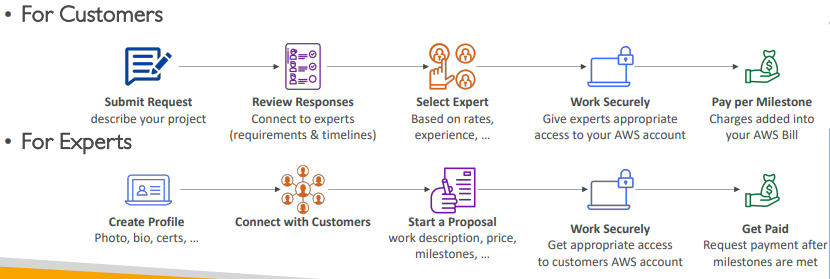 • For Customers
Submit Request
describe your project
Review Responses
Connect to experts
(requirements & timelines)
Select Expert
Based on rates,
experience, ...
Work Securely
Give experts appropriate
access to your AWS account
Pay per Milestone
Charges added into
your AWS Bill
• For Experts
Create Profile
Photo, bio, certs, ...
Connect with Customers
Start a Proposal
work description, price,
milestones, ...
Work Securely
Get appropriate access
to customers AWS account
Get Paid
Request payment after
milestones are met